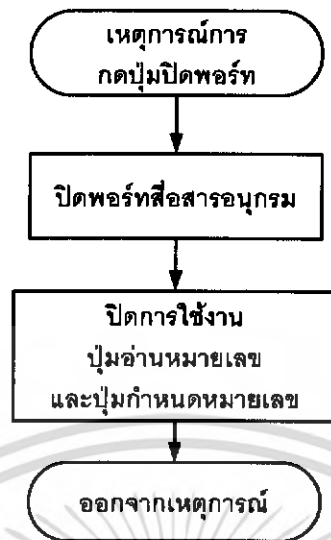 เหตุการณ์การ
กดปุ่มปิดพอร์ท
ปิดพอร์ทสื่อสารอนุกรม
ปิดการใช้งาน
ปุ่มอ่านหมายเลข
และปุ่มกำหนดหมายเลข
ออกจากเหตุการณ์